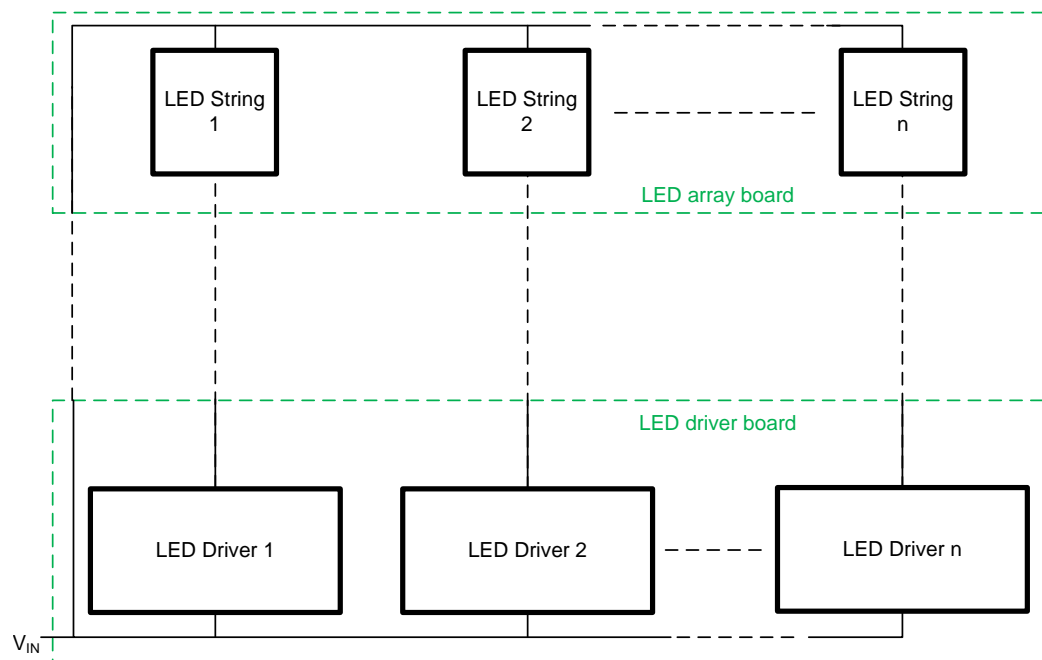 LED String
1
LED String
2
LED String
n
LED array board
LED driver board
LED Driver 1
LED Driver 2
LED Driver n
VIN